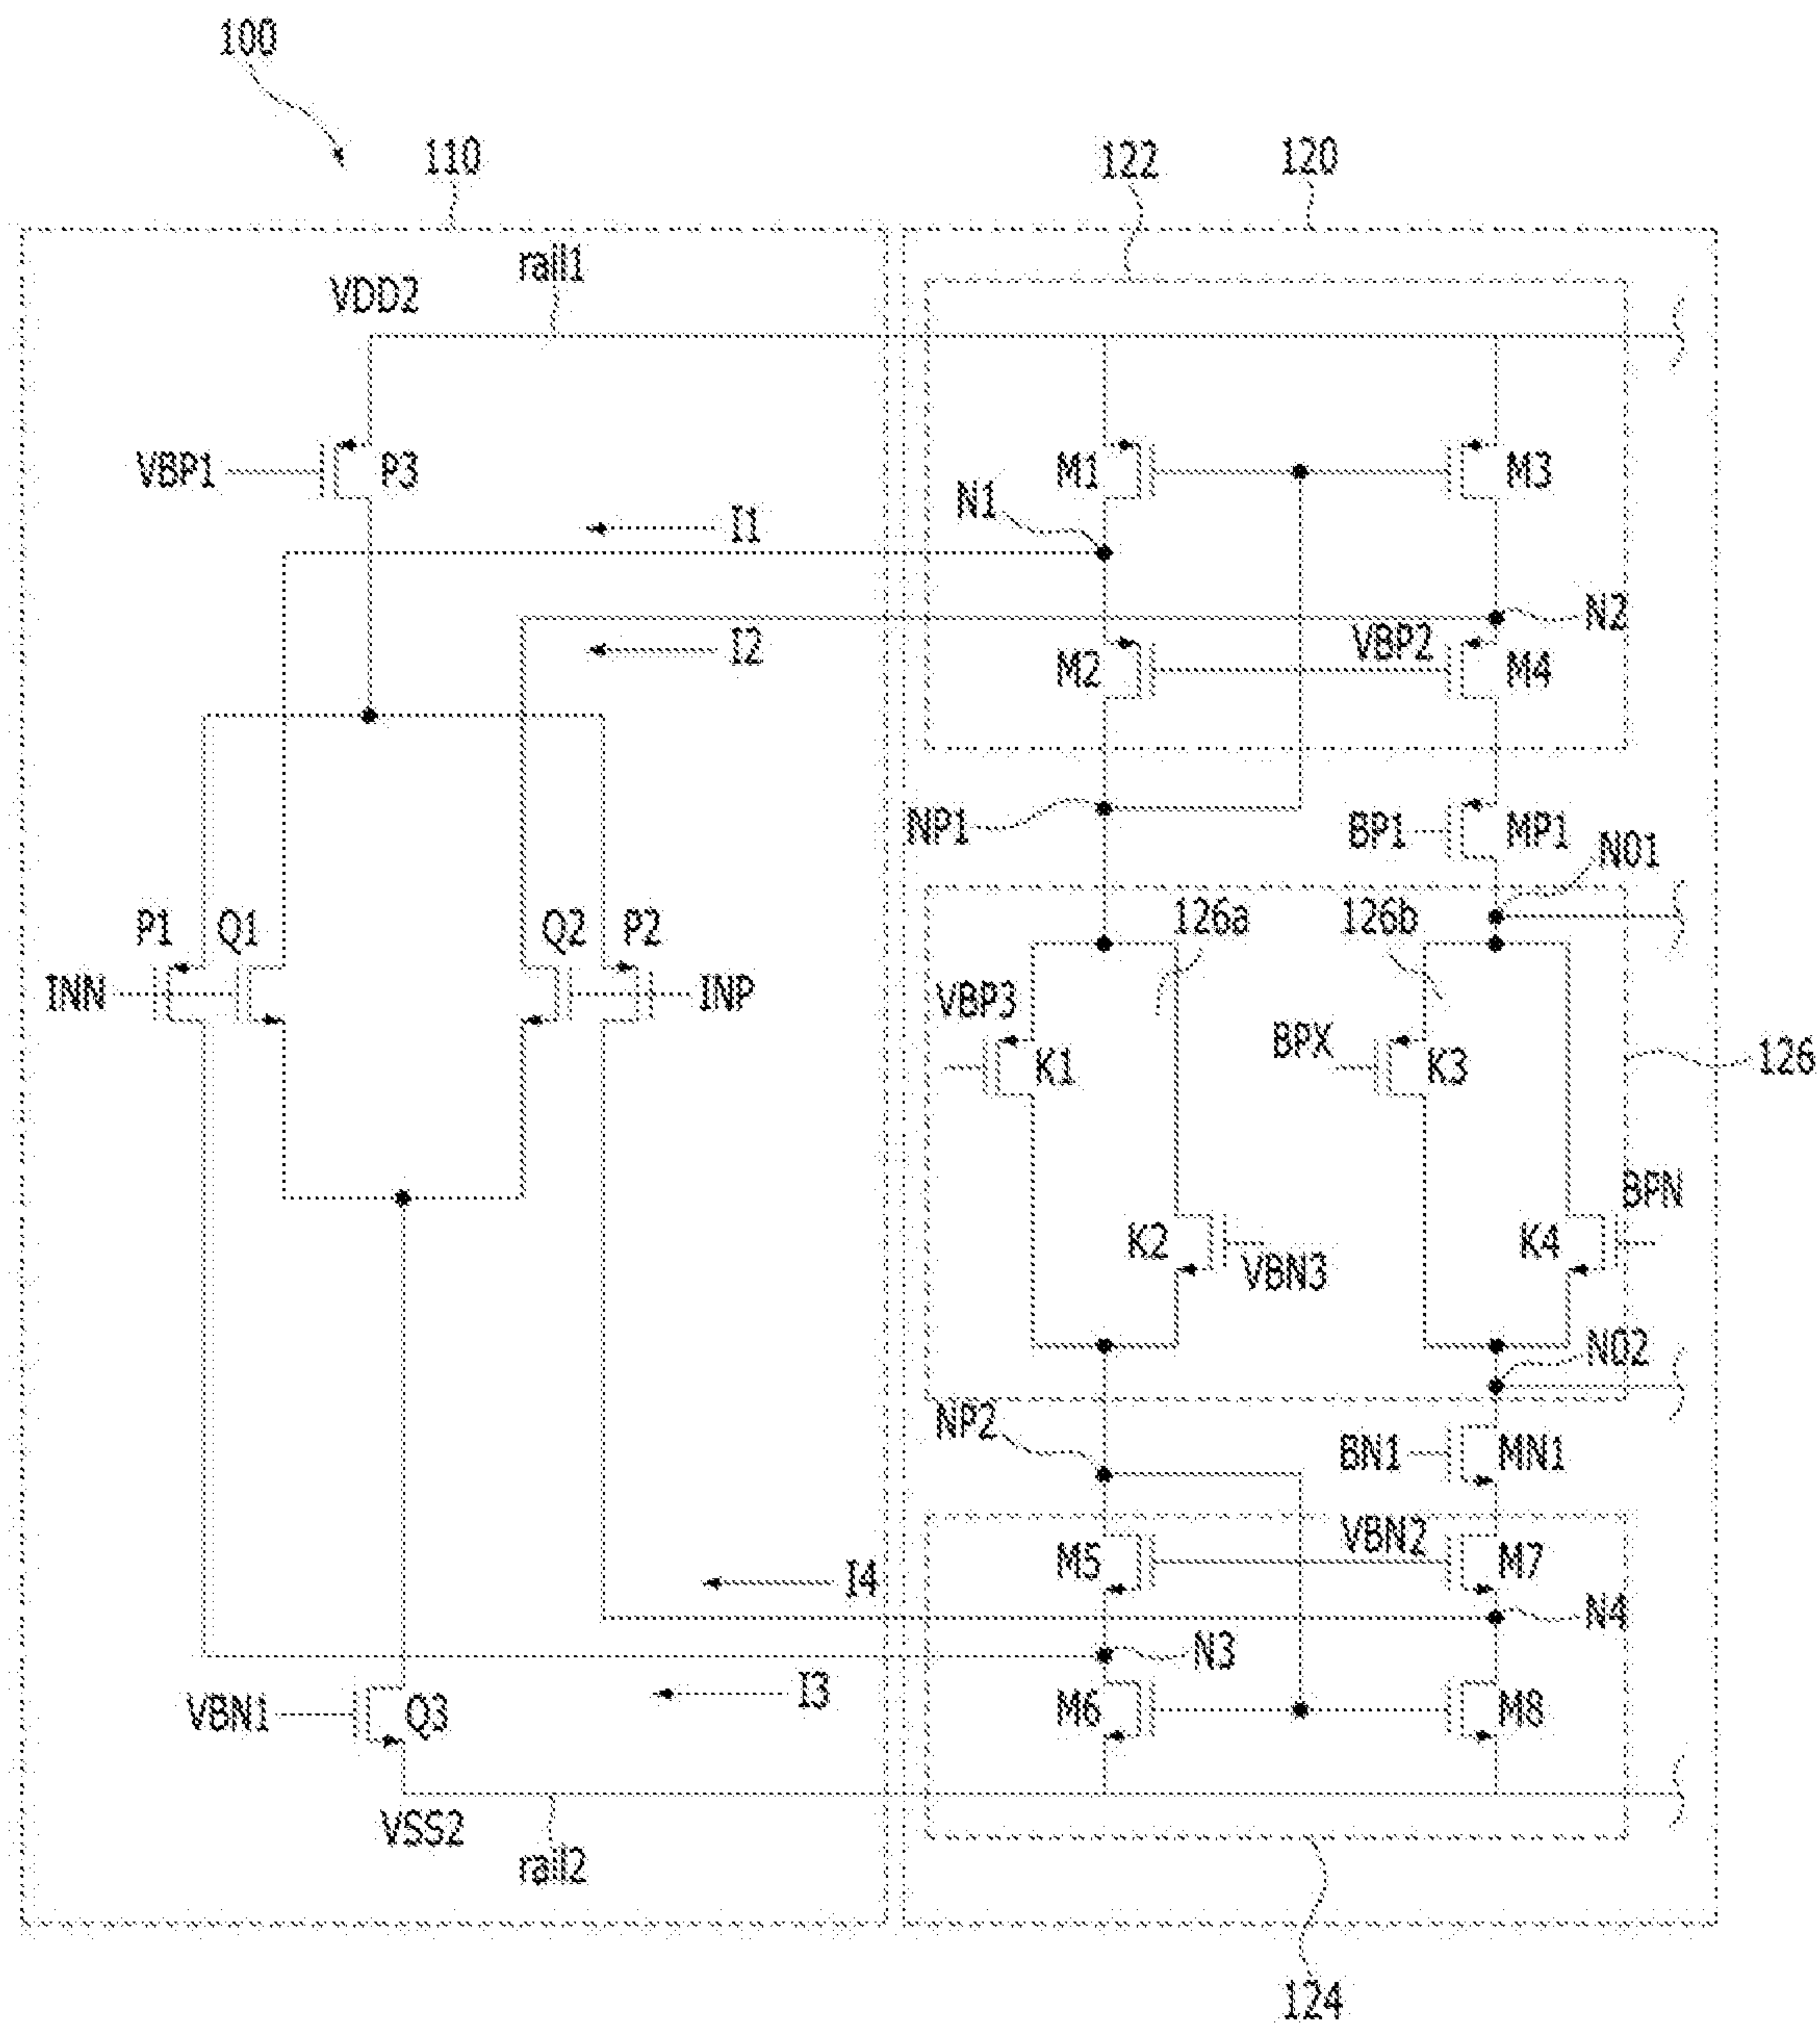 100
110
122
120
rail1
VDD2
VBP1
P3
M1
M3
N1
I1
N2
I2
VBP2
M2
M4
NP1
BP1
MP1
NO1
P1
Q1
Q2
P2
126a
126b
INN
INP
VBP3
BPX
K1
K3
126
BPN
K2
K4
VBN3
NO2
NP2
BN1
MN1
VBN2
M5
M7
I4
N4
N3
I3
VBN1
Q3
M6
M8
VSS2
rail2
124